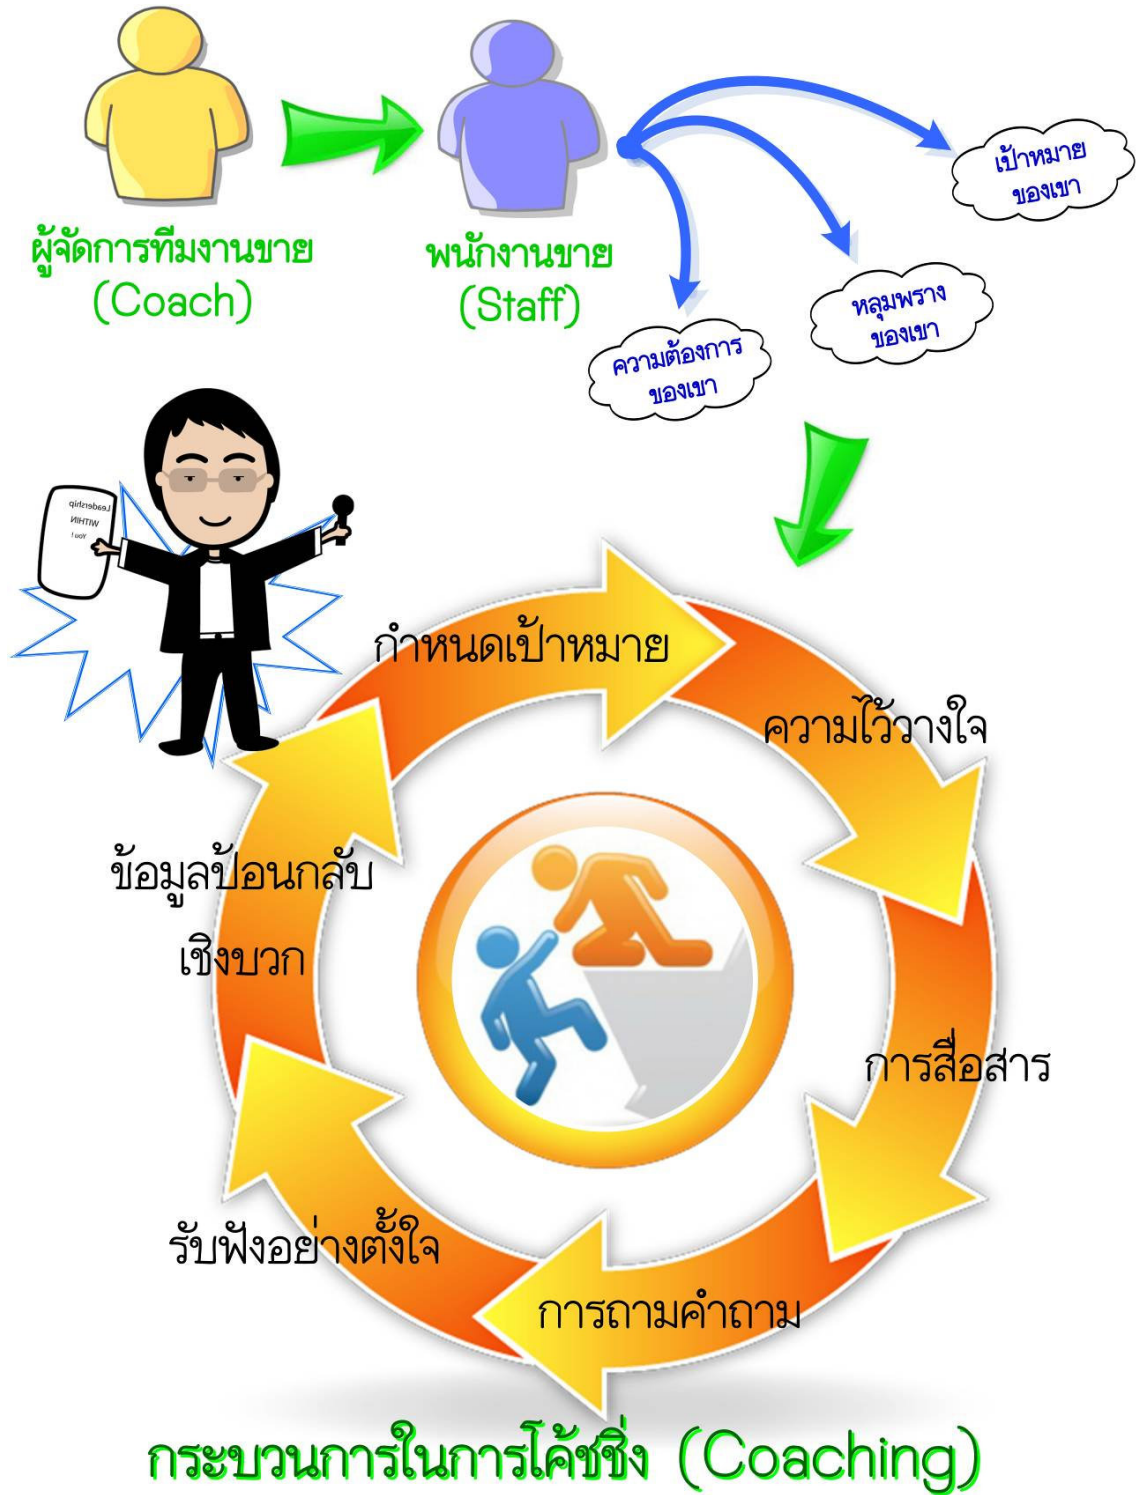 ผู้จัดการทีมงานขาย
(Coach)
พนักงานขาย
(Staff)
เป้าหมาย
ของเขา
หลุมพราง
ของเขา
ความต้องการ
ของเขา
Leadership
WITHIN
You !
กำหนดเป้าหมาย
ความไว้วางใจ
การสื่อสาร
การถามคำถาม
รับฟังอย่างตั้งใจ
ข้อมูลป้อนกลับ
เชิงบวก
กระบวนการในการโค้ชชิ่ง (Coaching)